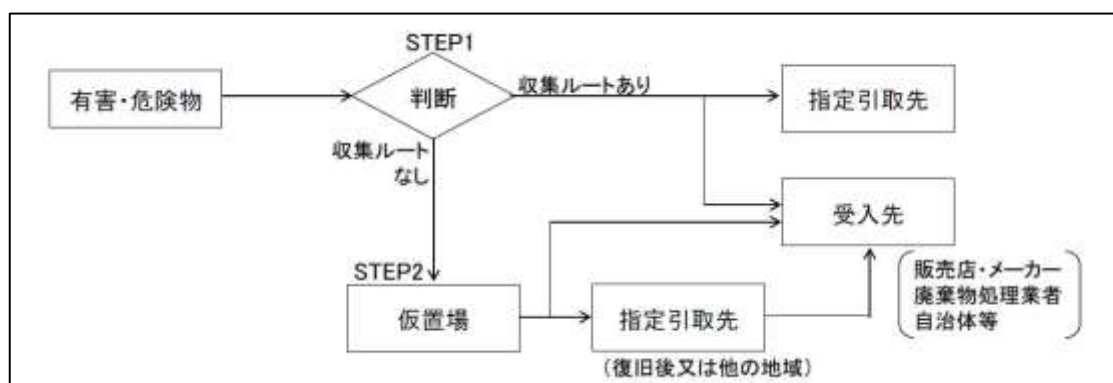 STEP1
有害・危険物
判断
収集ルートあり
指定引取先
収集ルート
なし
受入先
STEP2
仮置場
指定引取先
(復旧後又は他の地域)
販売店・メーカー
廃棄物処理業者
自治体等